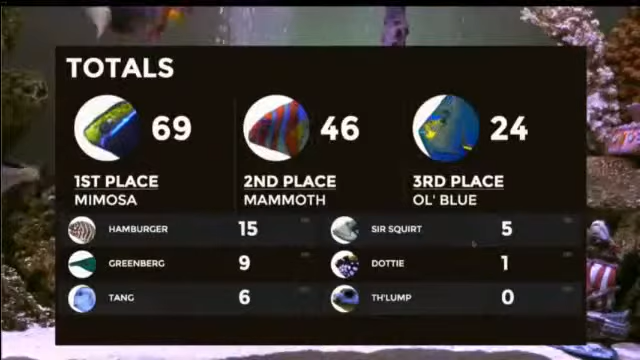 TOTALS
69
46
24
1ST PLACE
2ND PLACE
3RD PLACE
MIMOSA
MAMMOTH
OL' BLUE
HAMBURGER 15
SIR SQUIRT 5
GREENBERG 9
DOTTIE 1
TANG 6
TH'LUMP 0